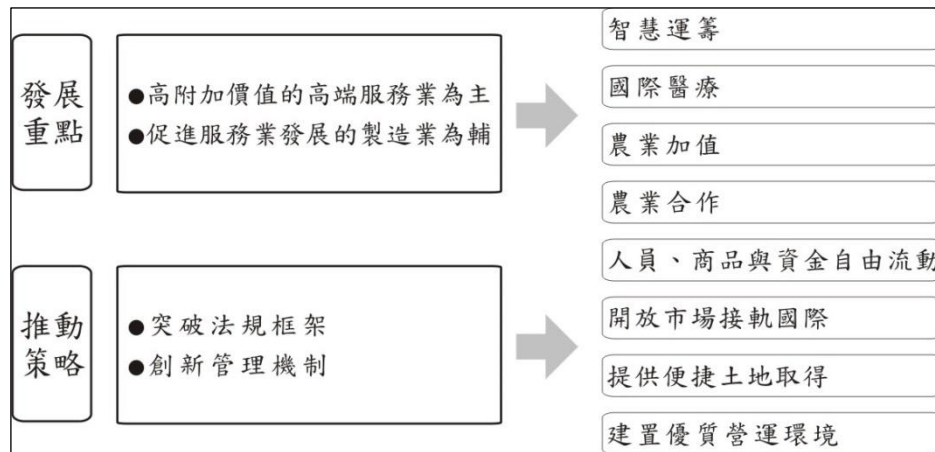 發展
重點
●高附加價值的高端服務業為主
●促進服務業發展的製造業為輔
智慧運籌
國際醫療
農業加值
農業合作
推動
策略
●突破法規框架
●創新管理機制
人員、商品與資金自由流動
開放市場接軌國際
提供便捷土地取得
建置優質營運環境